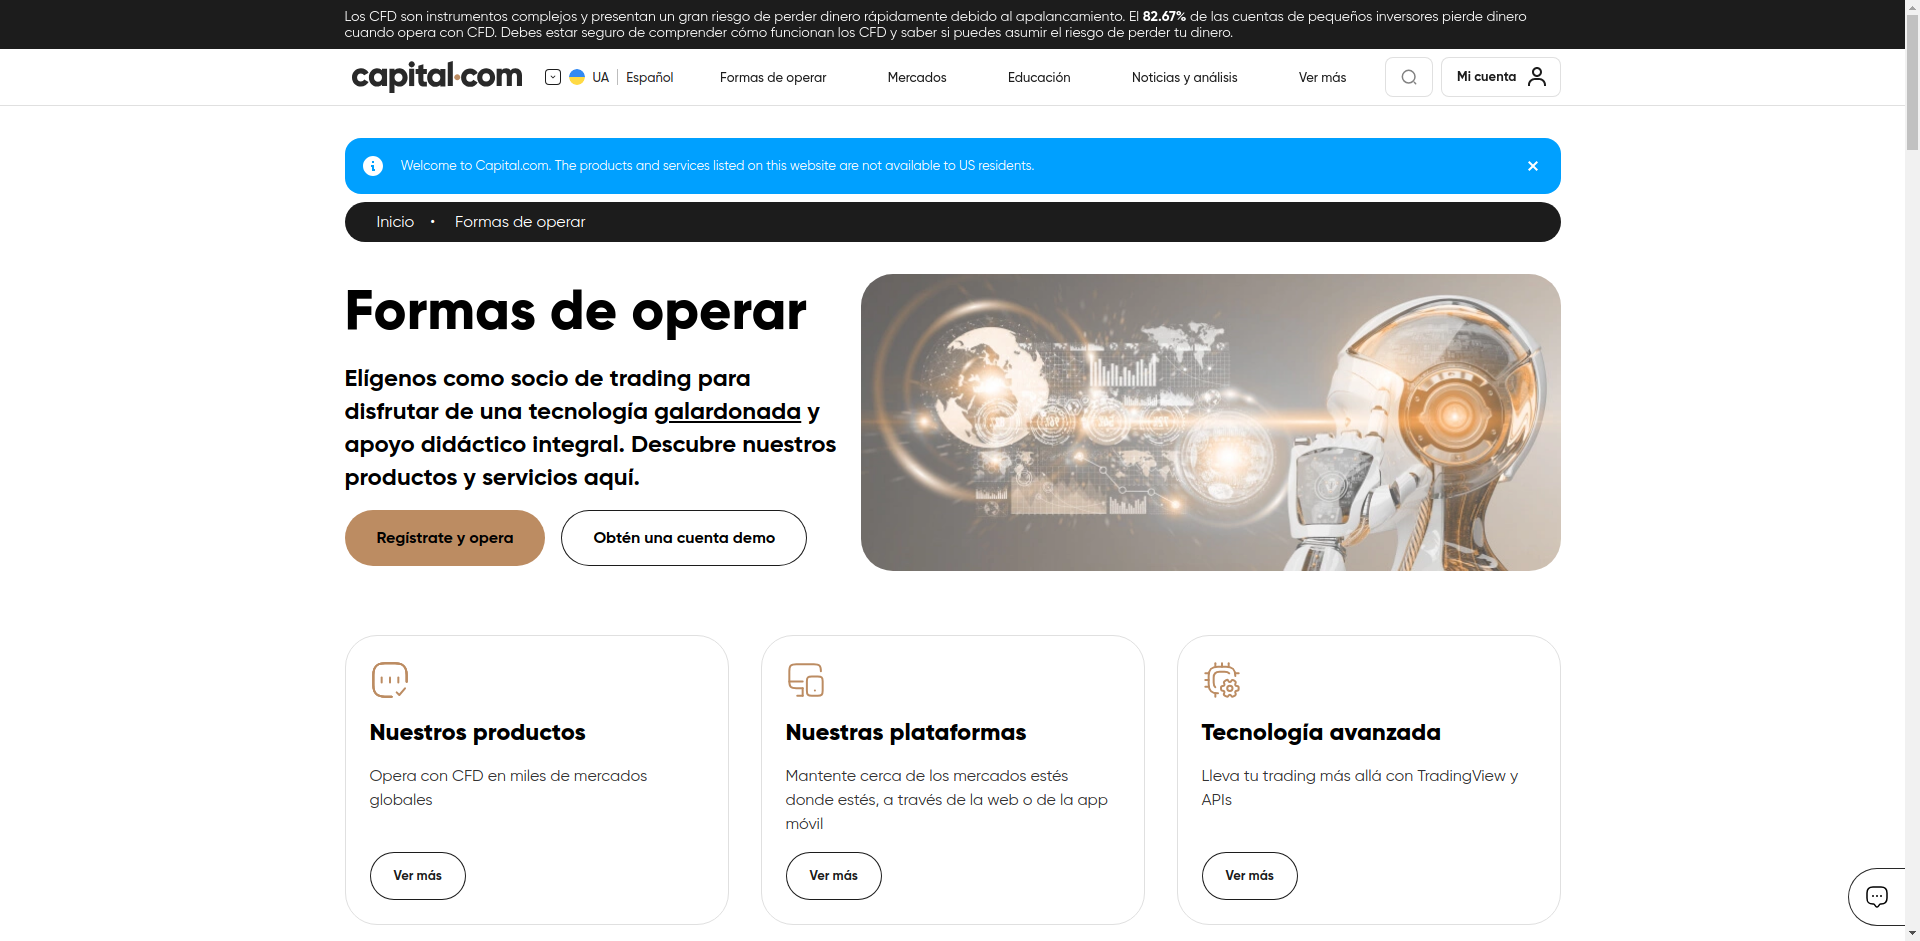 Los CFD son instrumentos complejos y presentan un gran riesgo de perder dinero rápidamente debido al apalancamiento. El 82.67% de las cuentas de pequeños inversores pierde dinero
cuando opera con CFD. Debes estar seguro de comprender cómo funcionan los CFD y saber si puedes asumir el riesgo de perder tu dinero.
capital.com UA Español Formas de operar Mercados Educación Noticias y análisis Ver más Mi cuenta
Welcome to Capital.com. The products and services listed on this website are not available to US residents.
Inicio • Formas de operar
Formas de operar
Elígenos como socio de trading para
disfrutar de una tecnología galardonada y
apoyo didáctico integral. Descubre nuestros
productos y servicios aquí.
Regístrate y opera Obtén una cuenta demo
Nuestros productos
Opera con CFD en miles de mercados
globales
Ver más
Nuestras plataformas
Mantente cerca de los mercados estés
donde estés, a través de la web o de la app
móvil
Ver más
Tecnología avanzada
Lleva tu trading más allá con TradingView y
APIs
Ver más